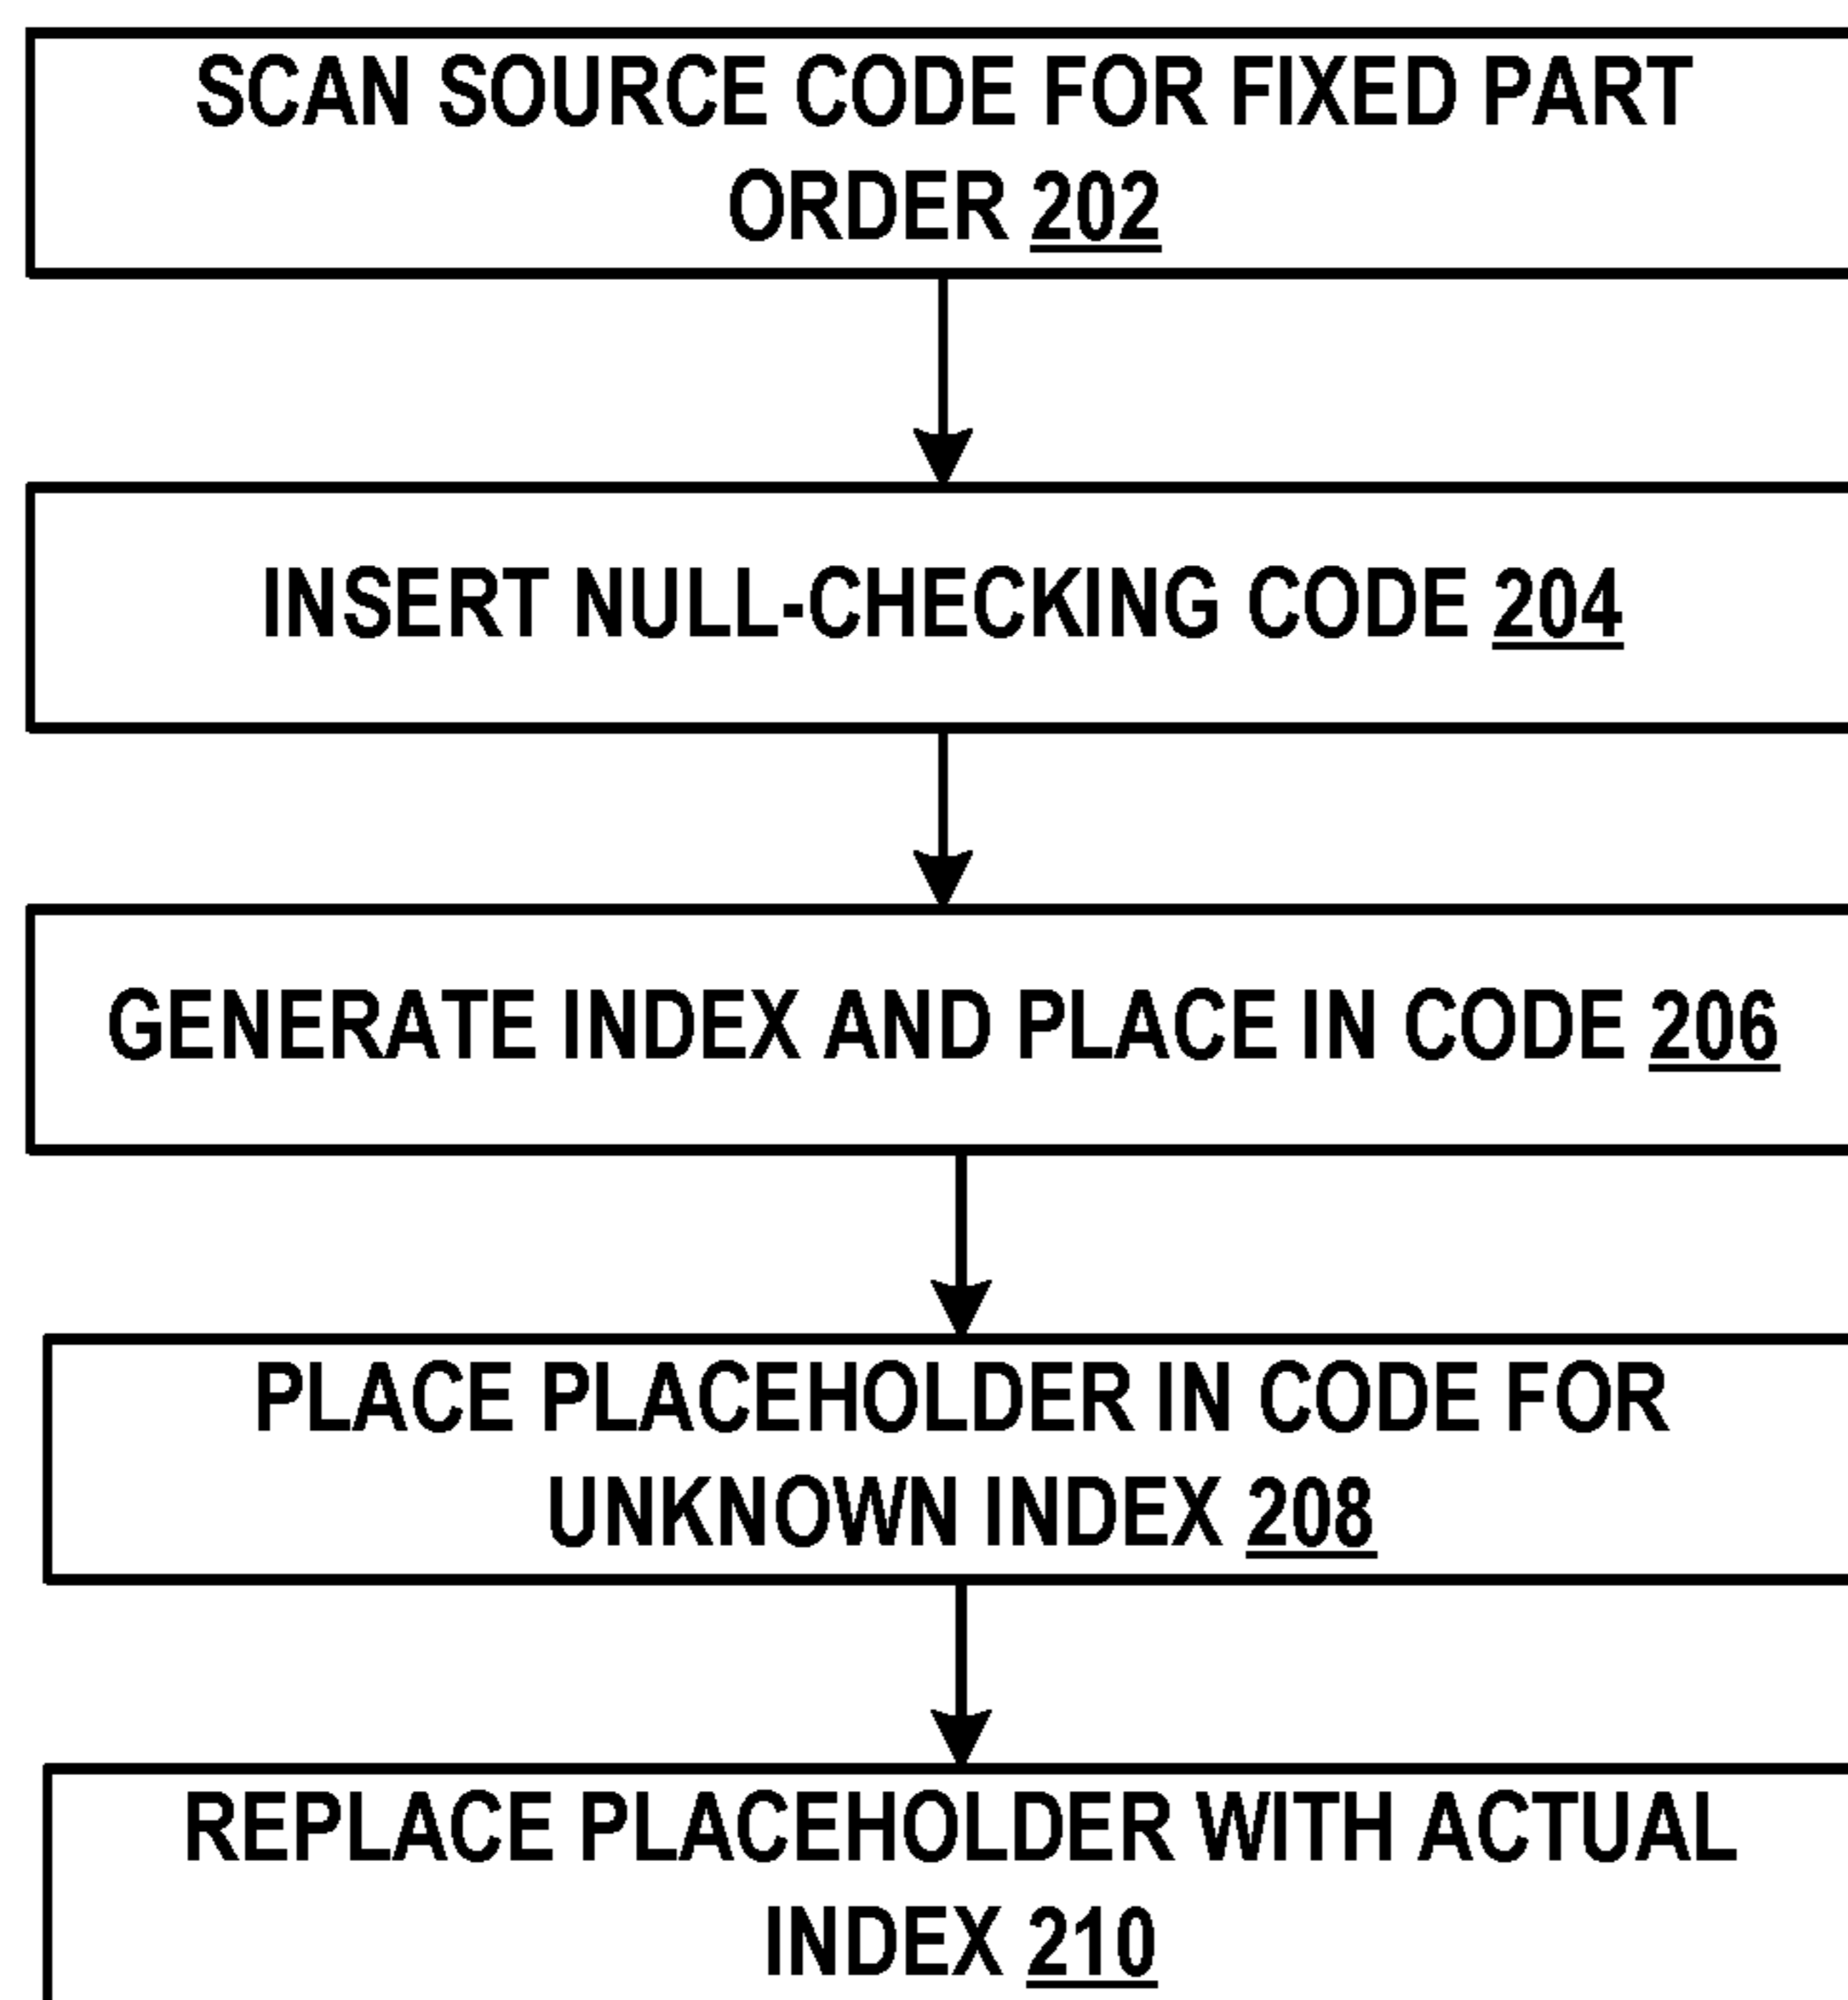 SCAN SOURCE CODE FOR FIXED PART
ORDER 202
INSERT NULL-CHECKING CODE 204
GENERATE INDEX AND PLACE IN CODE 206
PLACE PLACEHOLDER IN CODE FOR
UNKNOWN INDEX 208
REPLACE PLACEHOLDER WITH ACTUAL
INDEX 210